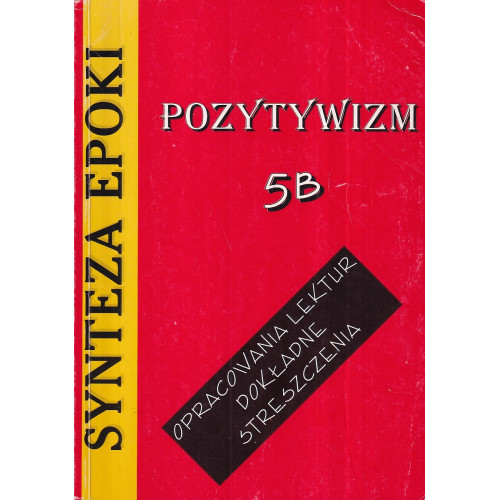 SYNTEZA EPOKI
POZYTYWIZM
5B
OPRACOWANIA LEKTUR
DOKŁADNE
STRESZCZENIA